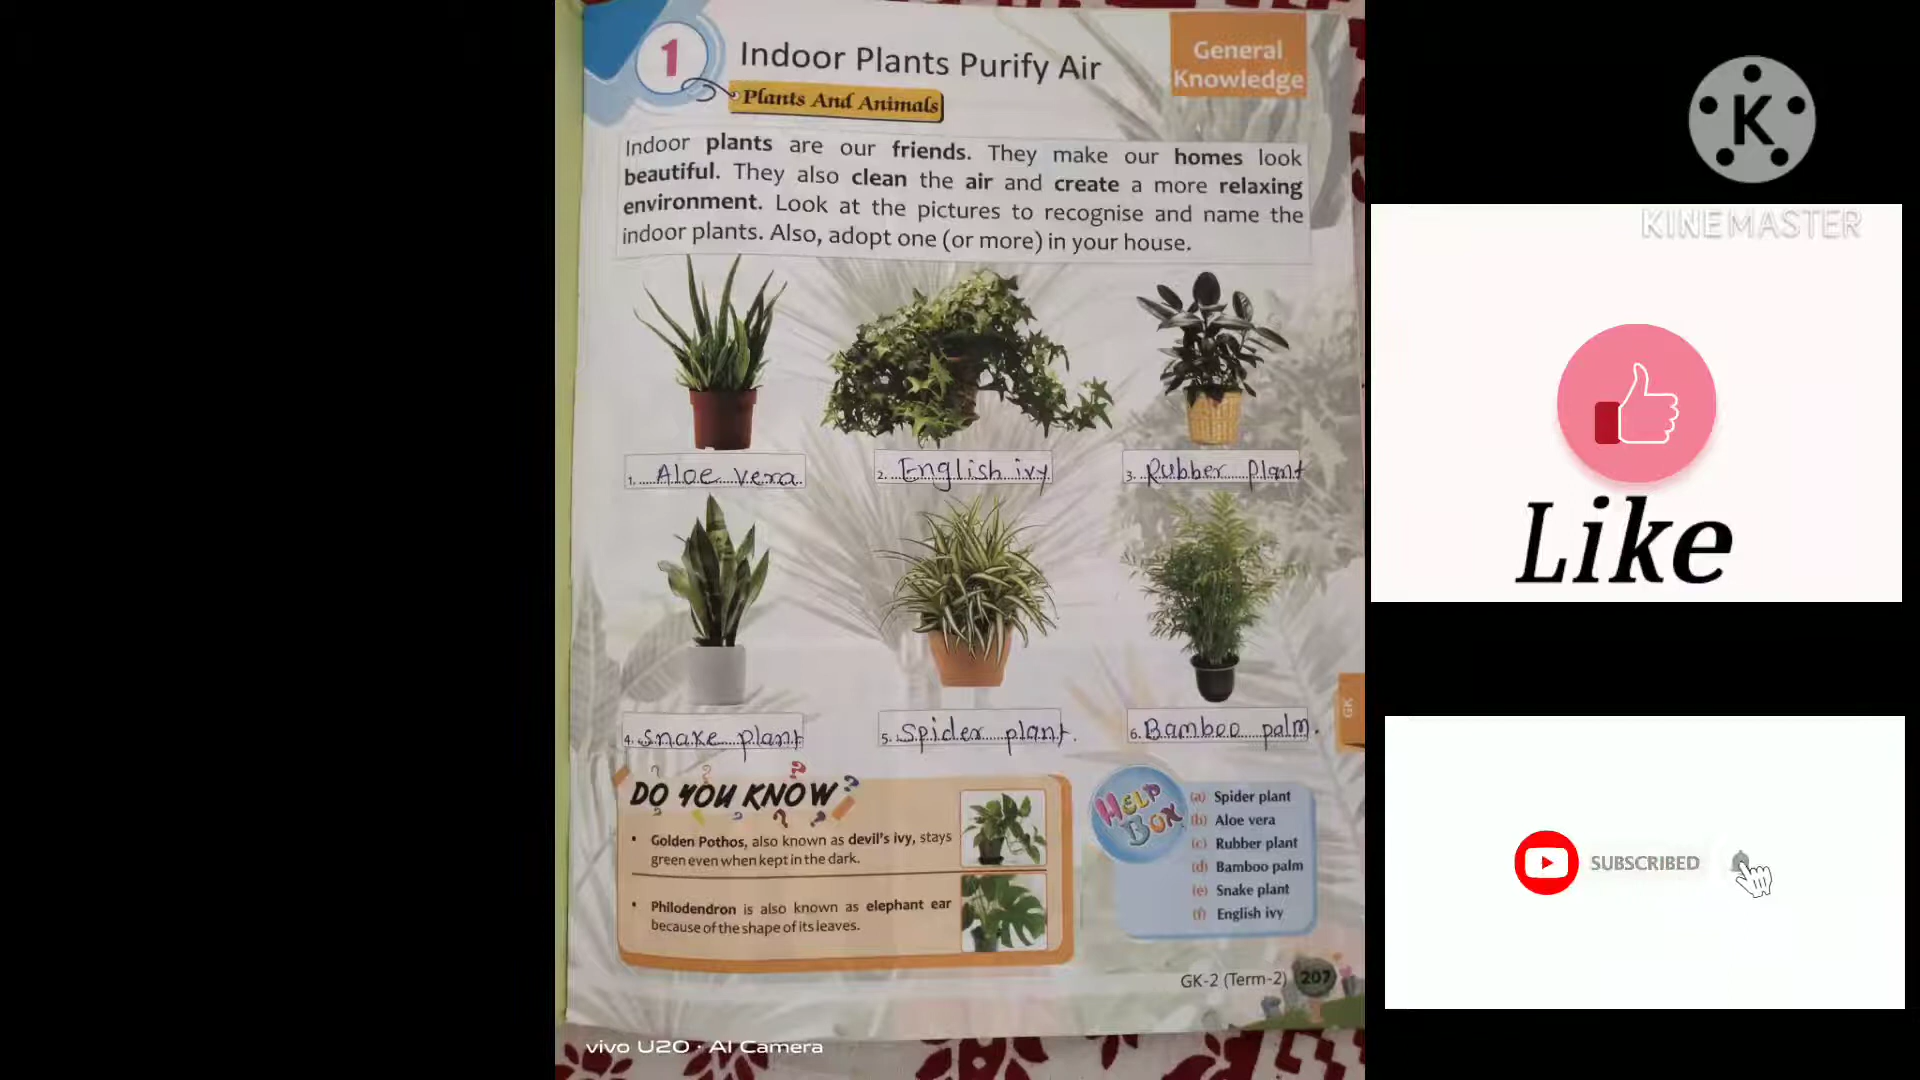 1
Indoor Plants Purify Air
General
Knowledge
Plants And Animals
Indoor plants are our friends. They make our homes look
beautiful. They also clean the air and create a more relaxing
environment. Look at the pictures to recognise and name the
indoor plants. Also, adopt one (or more) in your house.
1. Aloe vera
2. English ivy
3. Rubber plant
4. Snake plant
5. Spider plant.
6. Bamboo palm.
DO YOU KNOW
• Golden Pothos, also known as devil's ivy, stays
green even when kept in the dark.
• Philodendron is also known as elephant ear
because of the shape of its leaves.
HELP
BOX
(a) Spider plant
(b) Aloe vera
(c) Rubber plant
(d) Bamboo palm
(e) Snake plant
(f) English ivy
GK
GK-2 (Term-2) 207
vivo U20 · AI Camera
K
KINEMASTER
Like
SUBSCRIBED